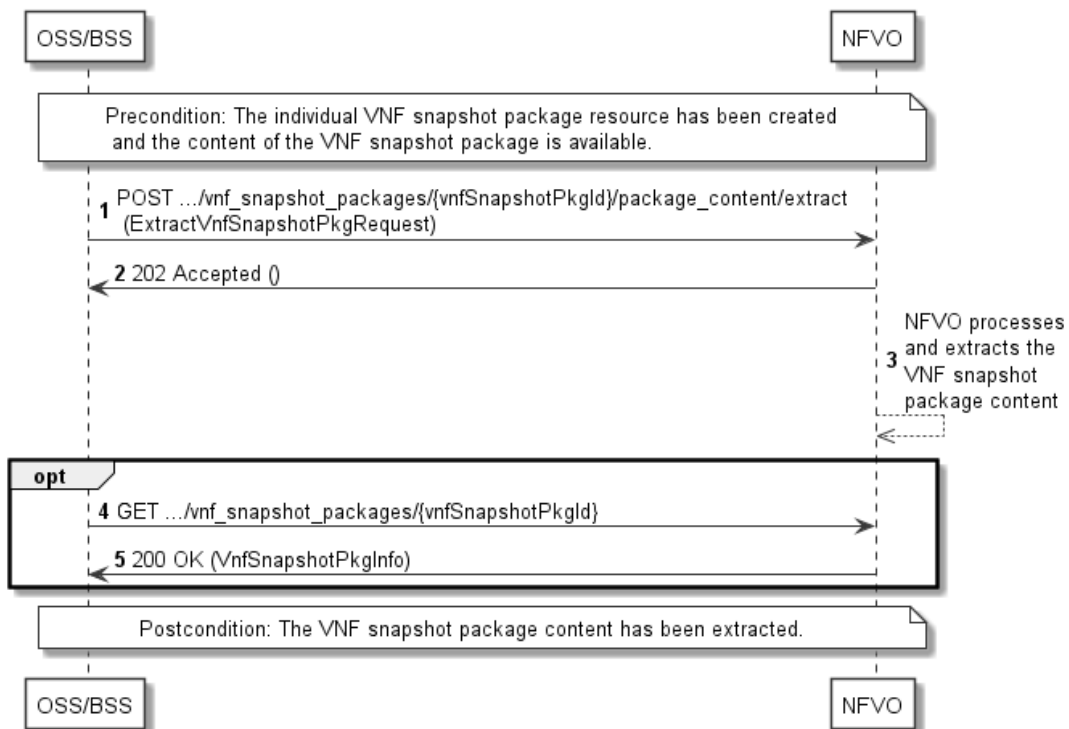 OSS/BSS
NFVO
Precondition: The individual VNF snapshot package resource has been created
and the content of the VNF snapshot package is available.
1 POST .../vnf_snapshot_packages/{vnfSnapshotPkgId}/package_content/extract
(ExtractVnfSnapshotPkgRequest)
2 202 Accepted ()
3 NFVO processes
and extracts the
VNF snapshot
package content
opt
4 GET .../vnf_snapshot_packages/{vnfSnapshotPkgId}
5 200 OK (VnfSnapshotPkgInfo)
Postcondition: The VNF snapshot package content has been extracted.
OSS/BSS
NFVO